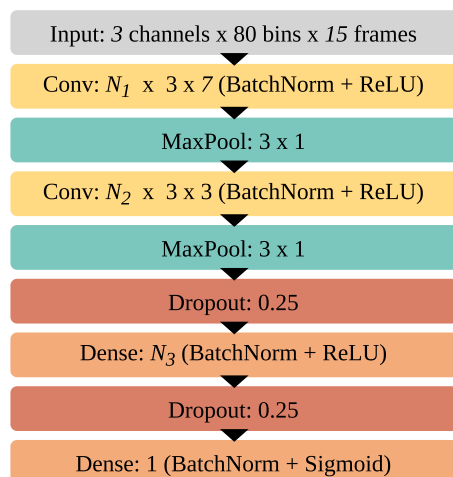 Input: 3 channels x 80 bins x 15 frames
Conv: N1 x 3 x 7 (BatchNorm + ReLU)
MaxPool: 3 x 1
Conv: N2 x 3 x 3 (BatchNorm + ReLU)
MaxPool: 3 x 1
Dropout: 0.25
Dense: N3 (BatchNorm + ReLU)
Dropout: 0.25
Dense: 1 (BatchNorm + Sigmoid)